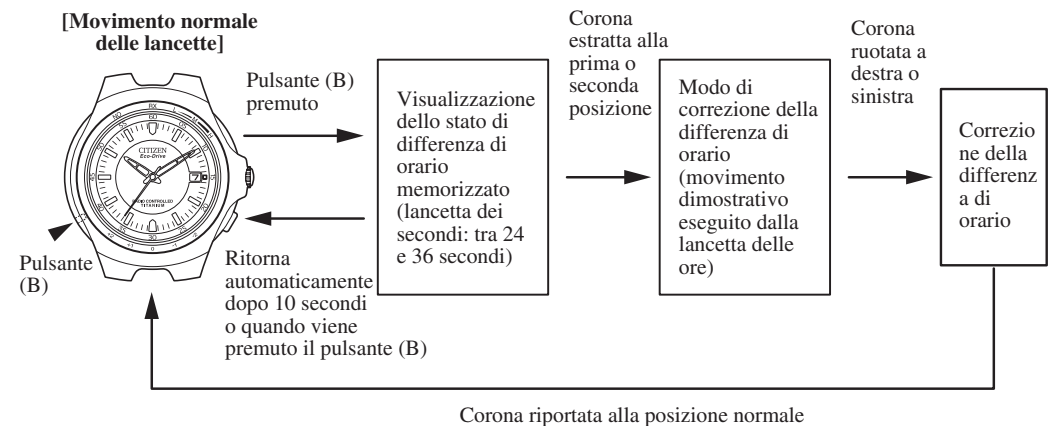 [Movimento normale
delle lancette]
Pulsante (B)
premuto
Visualizzazione
dello stato di
differenza di
orario
memorizzato
(lancetta dei
secondi: tra 24
e 36 secondi)
Corona
estratta alla
prima o
seconda
posizione
Modo di
correzione della
differenza di
orario
(movimento
dimostrativo
eseguito dalla
lancetta delle
ore)
Corona
ruotata a
destra o
sinistra
Correzio
ne della
differenz
a di
orario
CITIZEN
Eco-Drive
RADIO CONTROLLED
TITANIUM
Pulsante
(B)
Ritorna
automaticamente
dopo 10 secondi
o quando viene
premuto il pulsante (B)
Corona riportata alla posizione normale